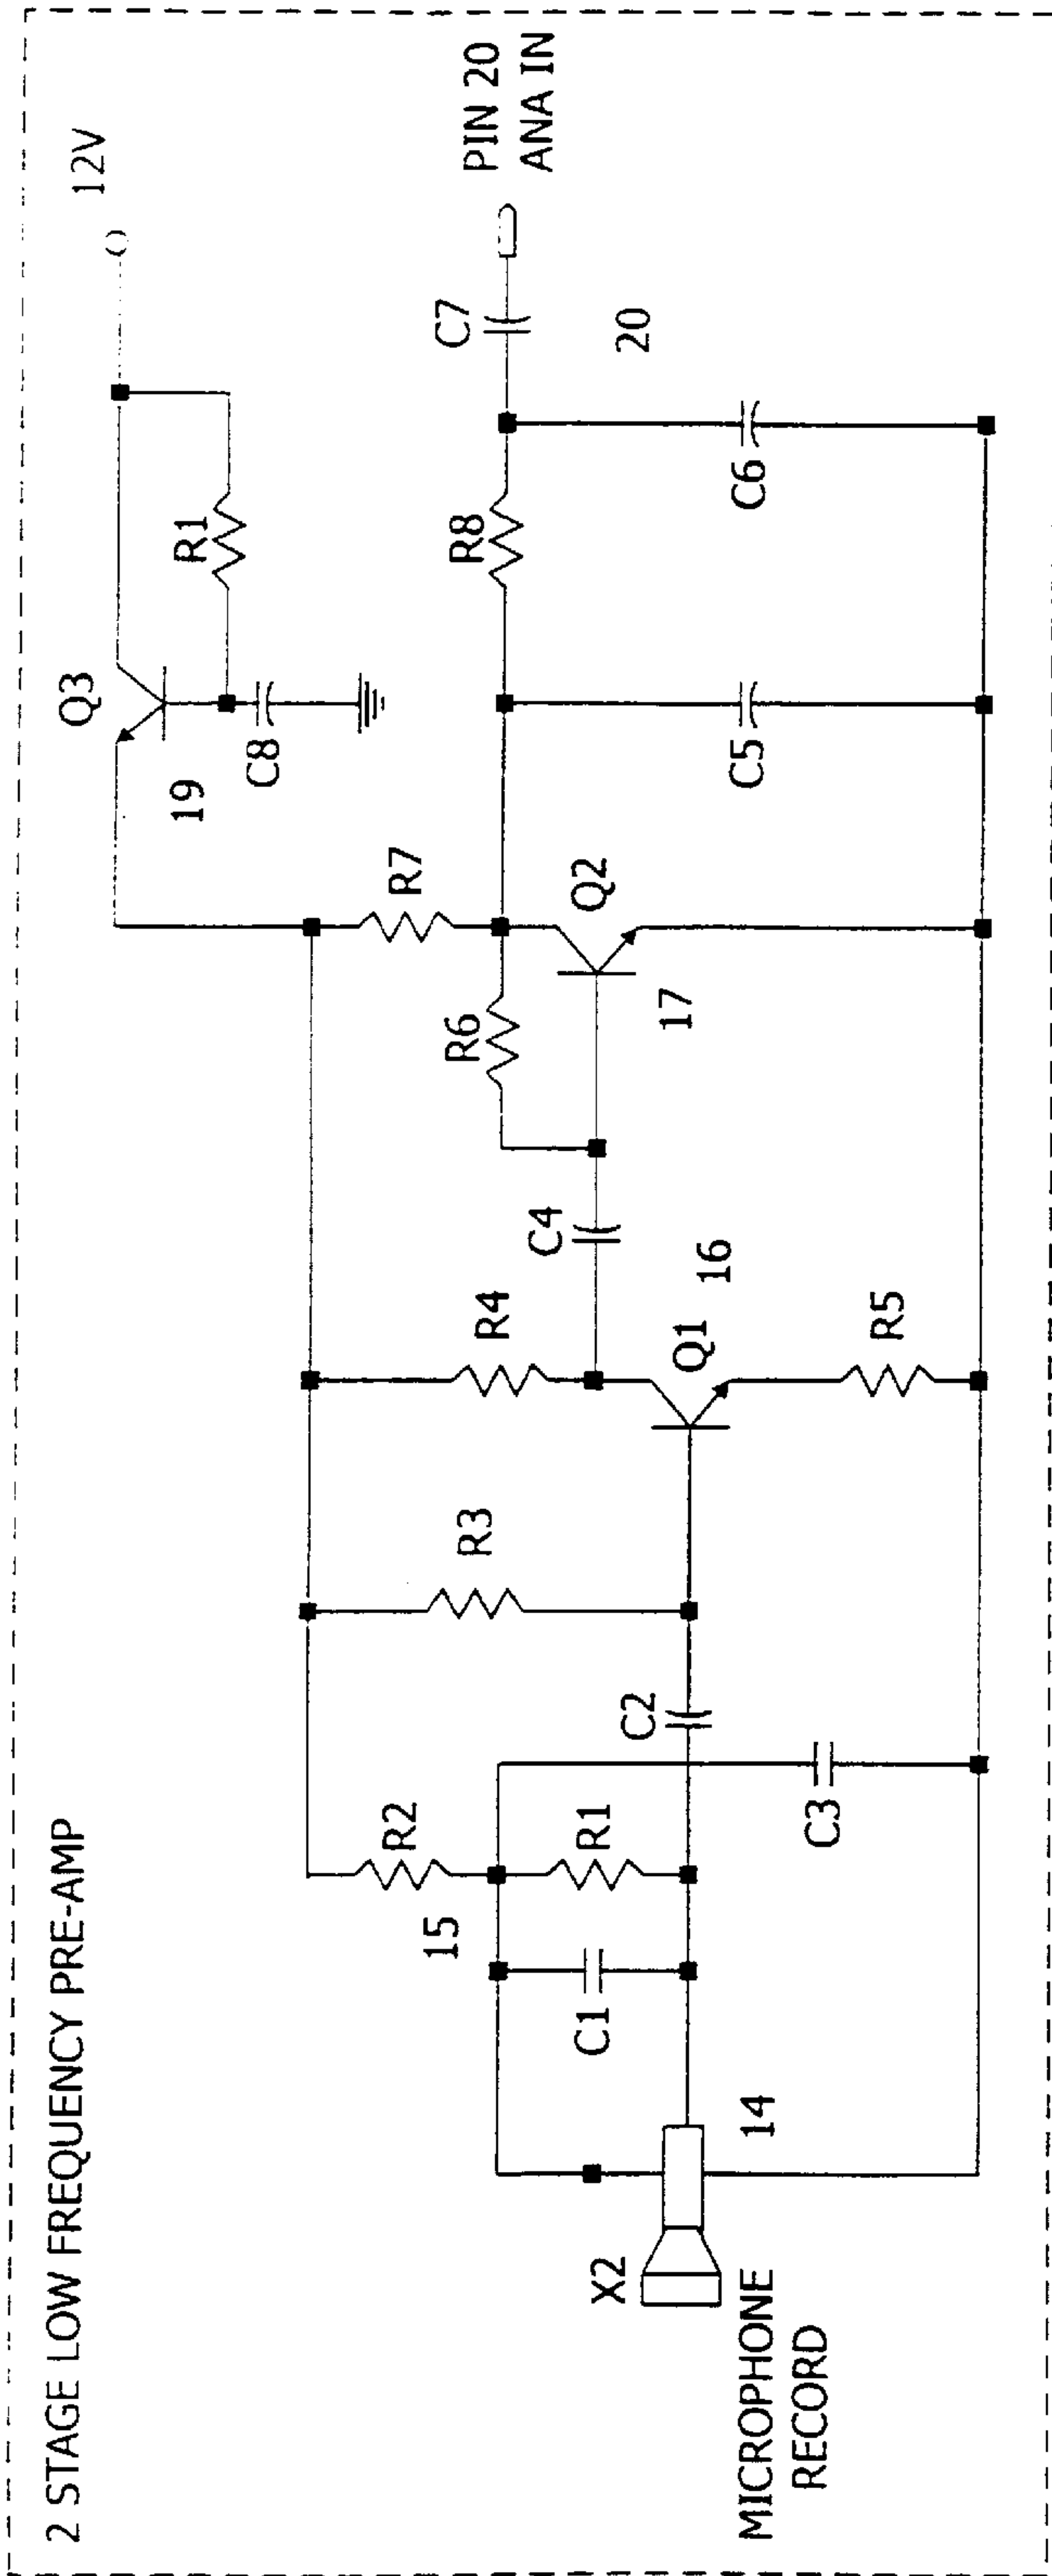 2 STAGE LOW FREQUENCY PRE-AMP
12V
Q3
R1
19
C8
PIN 20
ANA IN
C7
20
R7
R8
R6
Q2
17
C5
C6
R4
C4
Q1
16
R5
R3
R2
15
C2
R1
C1
C3
X2
14
MICROPHONE
RECORD